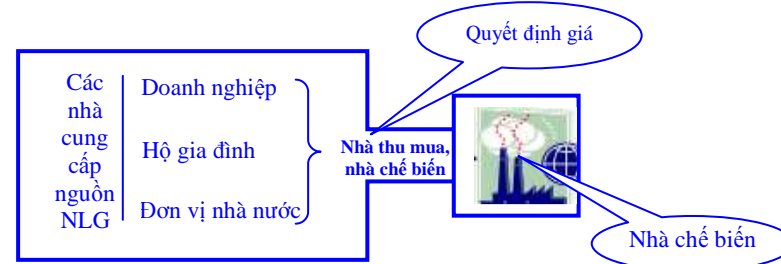 Quyết định giá
Các
nhà
cung
cấp
nguồn
NLG
Doanh nghiệp
Hộ gia đình
Đơn vị nhà nước
Nhà thu mua,
nhà chế biến
Nhà chế biến